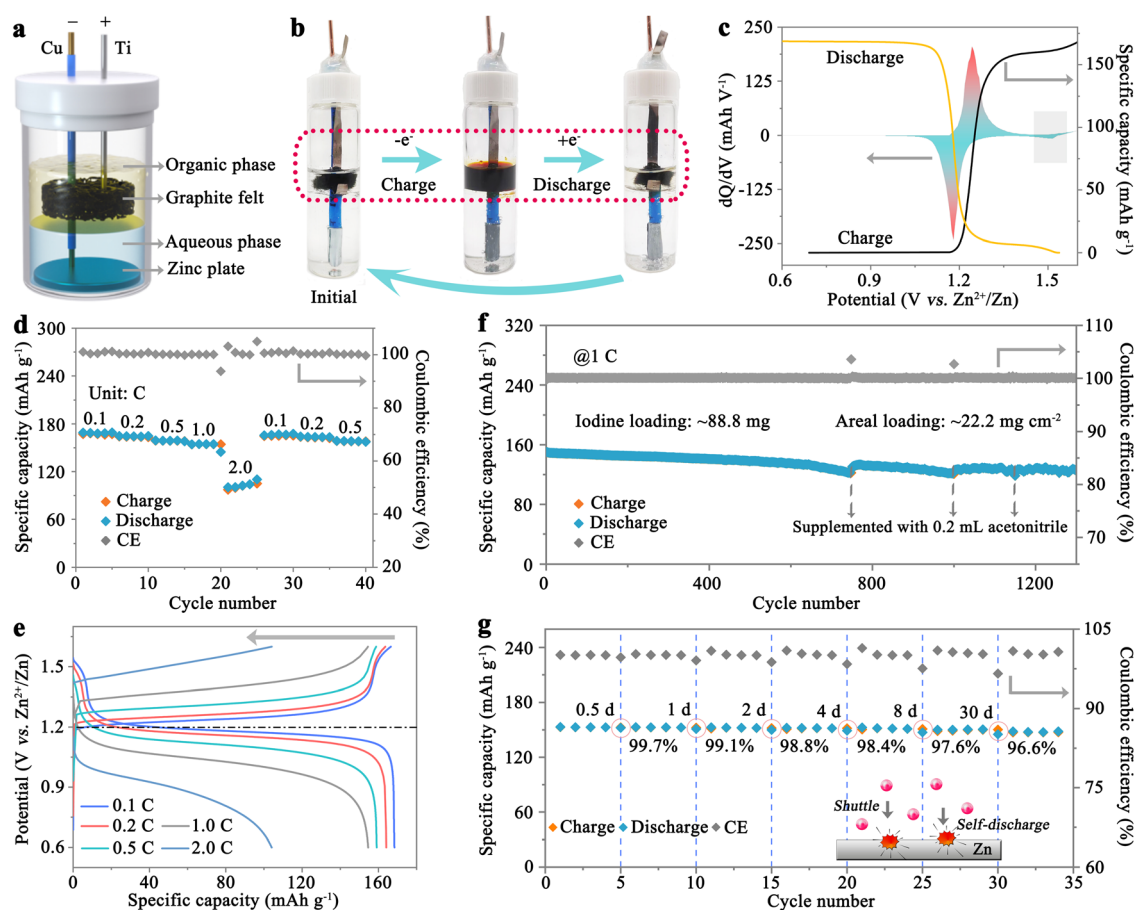 a
−
+
Cu
Ti
Organic phase
Graphite felt
Aqueous phase
Zinc plate
b
-e-
Charge
+e-
Discharge
Initial
c
250
125
0
-125
-250
dQ/dV (mAh V-1)
Discharge
Charge
0.6
0.9
1.2
1.5
Potential (V vs. Zn2+/Zn)
150
100
50
0
Specific capacity (mAh g-1)
d
300
240
180
120
60
0
Specific capacity (mAh g-1)
Unit: C
0.1
0.2
0.5
1.0
2.0
0.1
0.2
0.5
Charge
Discharge
CE
0
10
20
30
40
Cycle number
100
80
60
40
20
Coulombic efficiency (%)
f
320
240
160
80
0
Specific capacity (mAh g-1)
@1 C
Iodine loading: ~88.8 mg
Areal loading: ~22.2 mg cm-2
Charge
Discharge
CE
Supplemented with 0.2 mL acetonitrile
0
400
800
1200
Cycle number
110
100
90
80
70
Coulombic efficiency (%)
e
1.5
1.2
0.9
0.6
Potential (V vs. Zn2+/Zn)
0.1 C
0.2 C
0.5 C
1.0 C
2.0 C
0
40
80
120
160
Specific capacity (mAh g-1)
g
240
180
120
60
0
Specific capacity (mAh g-1)
0.5 d
1 d
2 d
4 d
8 d
30 d
99.7%
99.1%
98.8%
98.4%
97.6%
96.6%
Shuttle
Self-discharge
Zn
Charge
Discharge
CE
0
5
10
15
20
25
30
35
Cycle number
105
90
75
60
Coulombic efficiency (%)